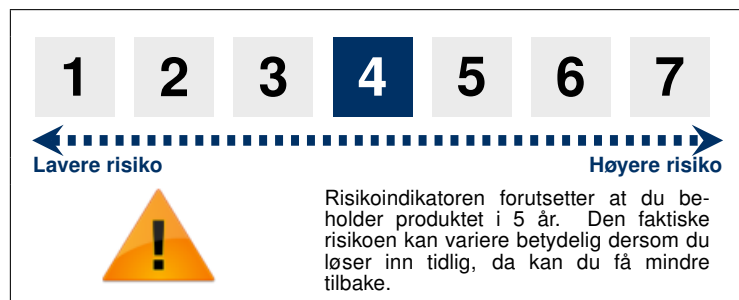 1 2 3 4 5 6 7
Lavere risiko Høyere risiko
!
Risikoindikatoren forutsetter at du be-
holder produktet i 5 år. Den faktiske
risikoen kan variere betydelig dersom du
løser inn tidlig, da kan du få mindre
tilbake.